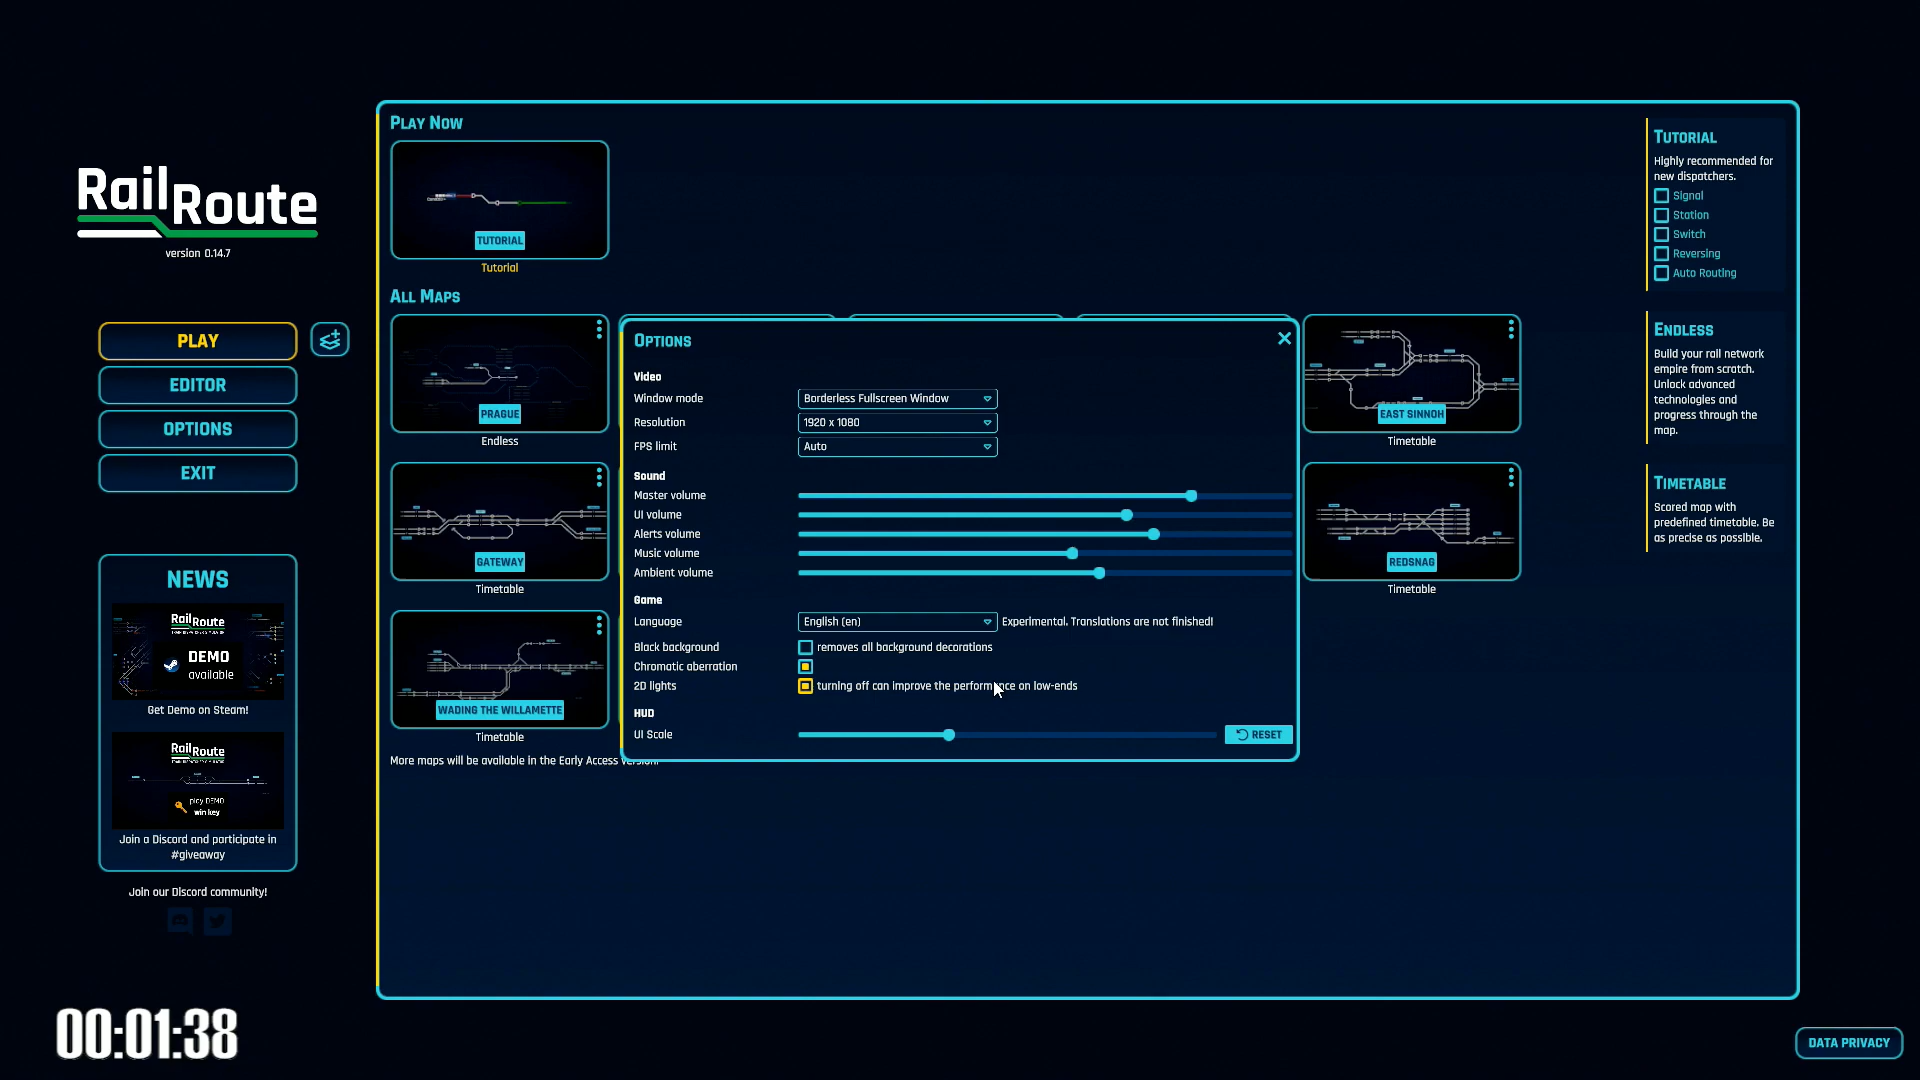 RailRoute
version 0.14.7
PLAY
EDITOR
OPTIONS
EXIT
NEWS
RailRoute
DEMO
available
Get Demo on Steam!
RailRoute
play DEMO
win key
Join a Discord and participate in
#giveaway
Join our Discord community!
00:01:38
PLAY NOW
TUTORIAL
Tutorial
ALL MAPS
PRAGUE
Endless
EAST SINNOH
Timetable
GATEWAY
Timetable
REDSNAG
Timetable
WADING THE WILLAMETTE
Timetable
More maps will be available in the Early Access version.
OPTIONS
Video
Window mode
Borderless Fullscreen Window
Resolution
1920 x 1080
FPS limit
Auto
Sound
Master volume
UI volume
Alerts volume
Music volume
Ambient volume
Game
Language
English (en)
Experimental. Translations are not finished!
Black background
removes all background decorations
Chromatic aberration
2D lights
turning off can improve the performance on low-ends
HUD
UI Scale
RESET
TUTORIAL
Highly recommended for
new dispatchers.
Signal
Station
Switch
Reversing
Auto Routing
ENDLESS
Build your rail network
empire from scratch.
Unlock advanced
technologies and
progress through the
map.
TIMETABLE
Scored map with
predefined timetable. Be
as precise as possible.
DATA PRIVACY